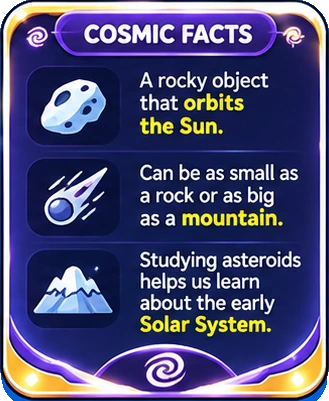 COSMIC FACTS
A rocky object
that orbits
the Sun.
Can be as small as
a rock or as big
as a mountain.
Studying asteroids
helps us learn
about the early
Solar System.